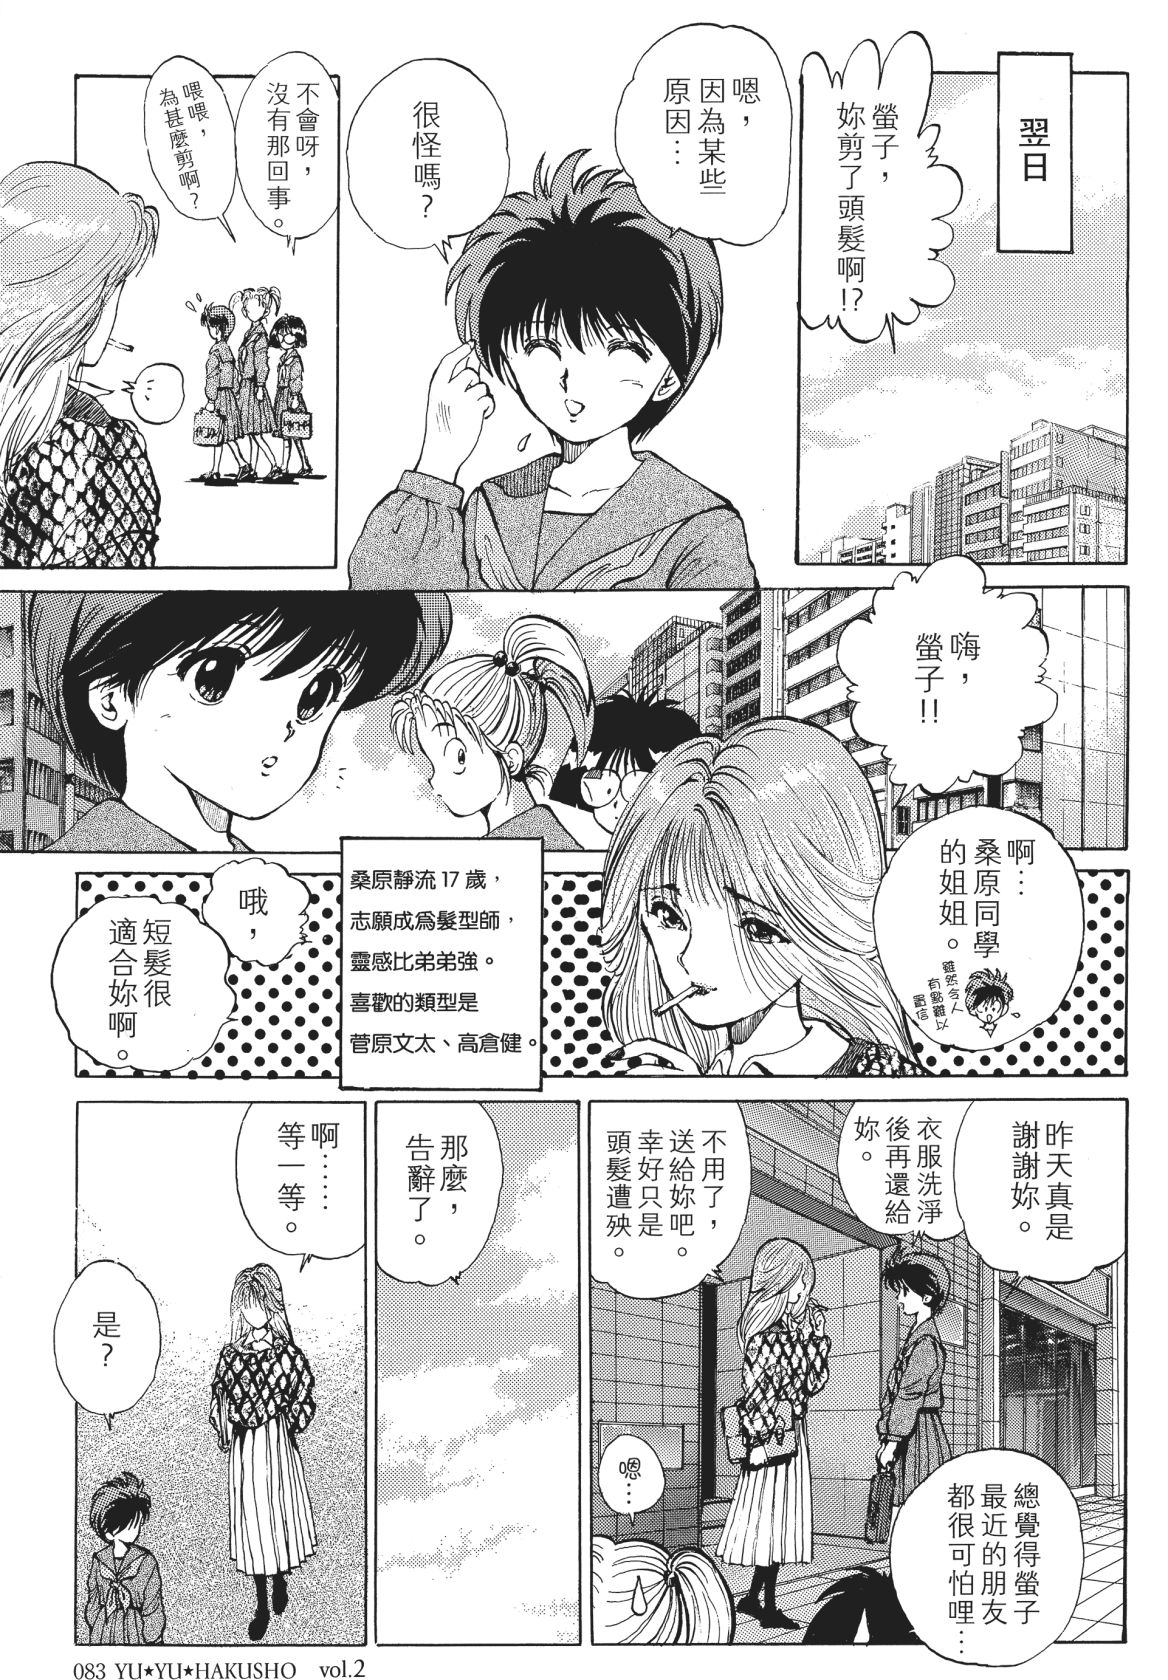 翌日
螢子，
妳剪了頭髮啊!?
嗯，
因為某些
原因…
很怪嗎？
不會呀，
沒有那回事。
喂喂，
為甚麼剪啊？
嗨，
螢子!!
啊…
桑原同學
的姐姐。
雖然令人
有點難以
置信
桑原靜流17歲，
志願成為髮型師，
靈感比弟弟強。
喜歡的類型是
菅原文太、高倉健。
哦，
短髮很
適合妳啊。
昨天真是
謝謝妳。
衣服洗淨
後再還給
妳。
不用了，
送給妳吧。
幸好只是
頭髮遭殃。
總覺得螢子
最近的朋友
都很可怕哩…
嗯…
那麼，
告辭了。
啊……
等一等。
是？
083 YU★YU★HAKUSHO vol.2